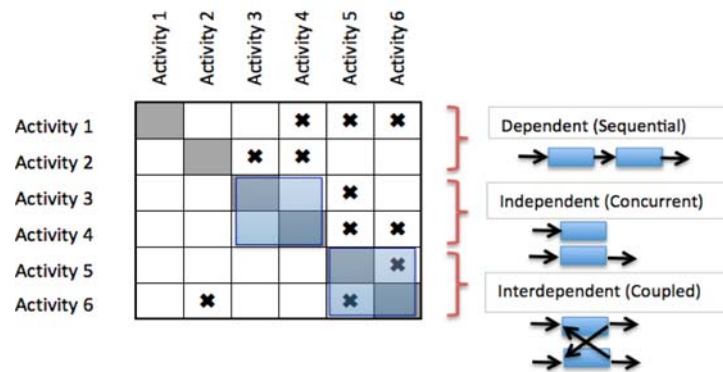 Activity 1
Activity 2
Activity 3
Activity 4
Activity 5
Activity 6
Activity 1
Activity 2
Activity 3
Activity 4
Activity 5
Activity 6
Dependent (Sequential)
Independent (Concurrent)
Interdependent (Coupled)